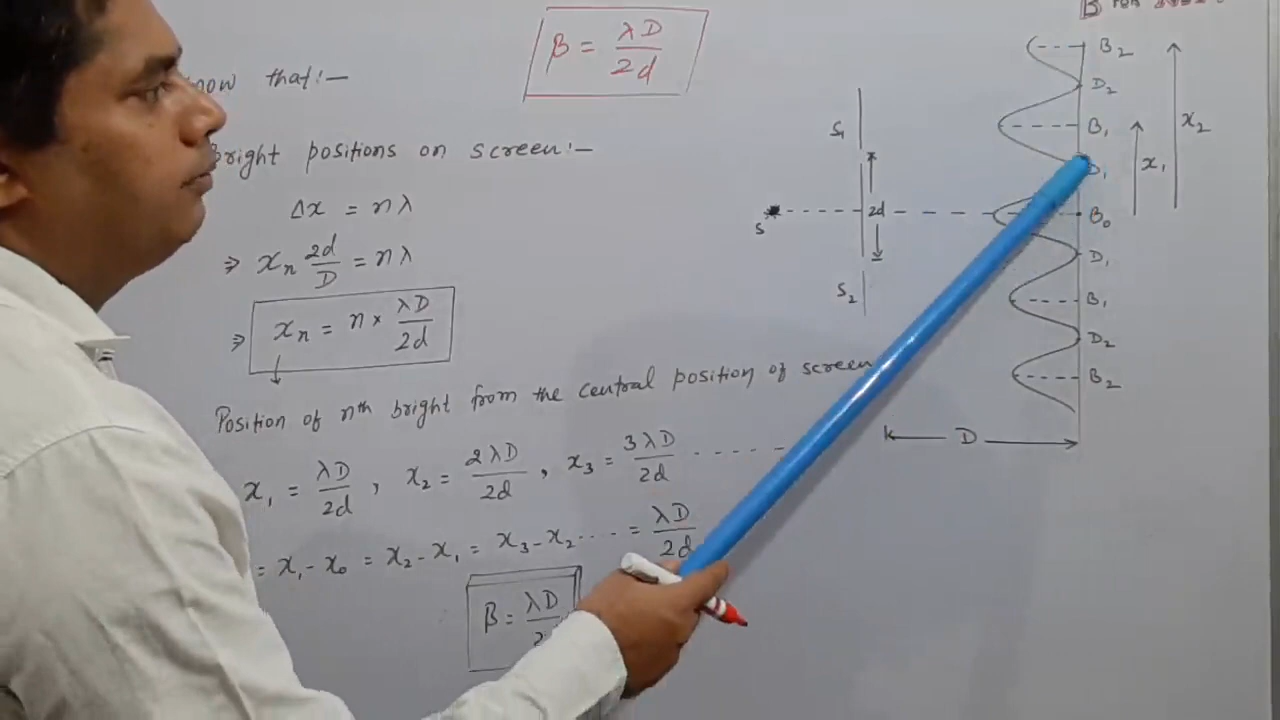 β = λD/2d
know that:—
Bright positions on screen:—
Δx = nλ
⇒ xₙ 2d/D = nλ
⇒ xₙ = n × λD/2d
Position of nth bright from the central position of screen
x₁ = λD/2d , x₂ = 2λD/2d , x₃ = 3λD/2d - - - - - -
= x₁ - x₀ = x₂ - x₁ = x₃ - x₂ ... = λD/2d
β = λD
S₁
S
2d
S₂
B₂
D₂
B₁
D₁
B₀
D₁
B₁
D₂
B₂
x₁
x₂
D